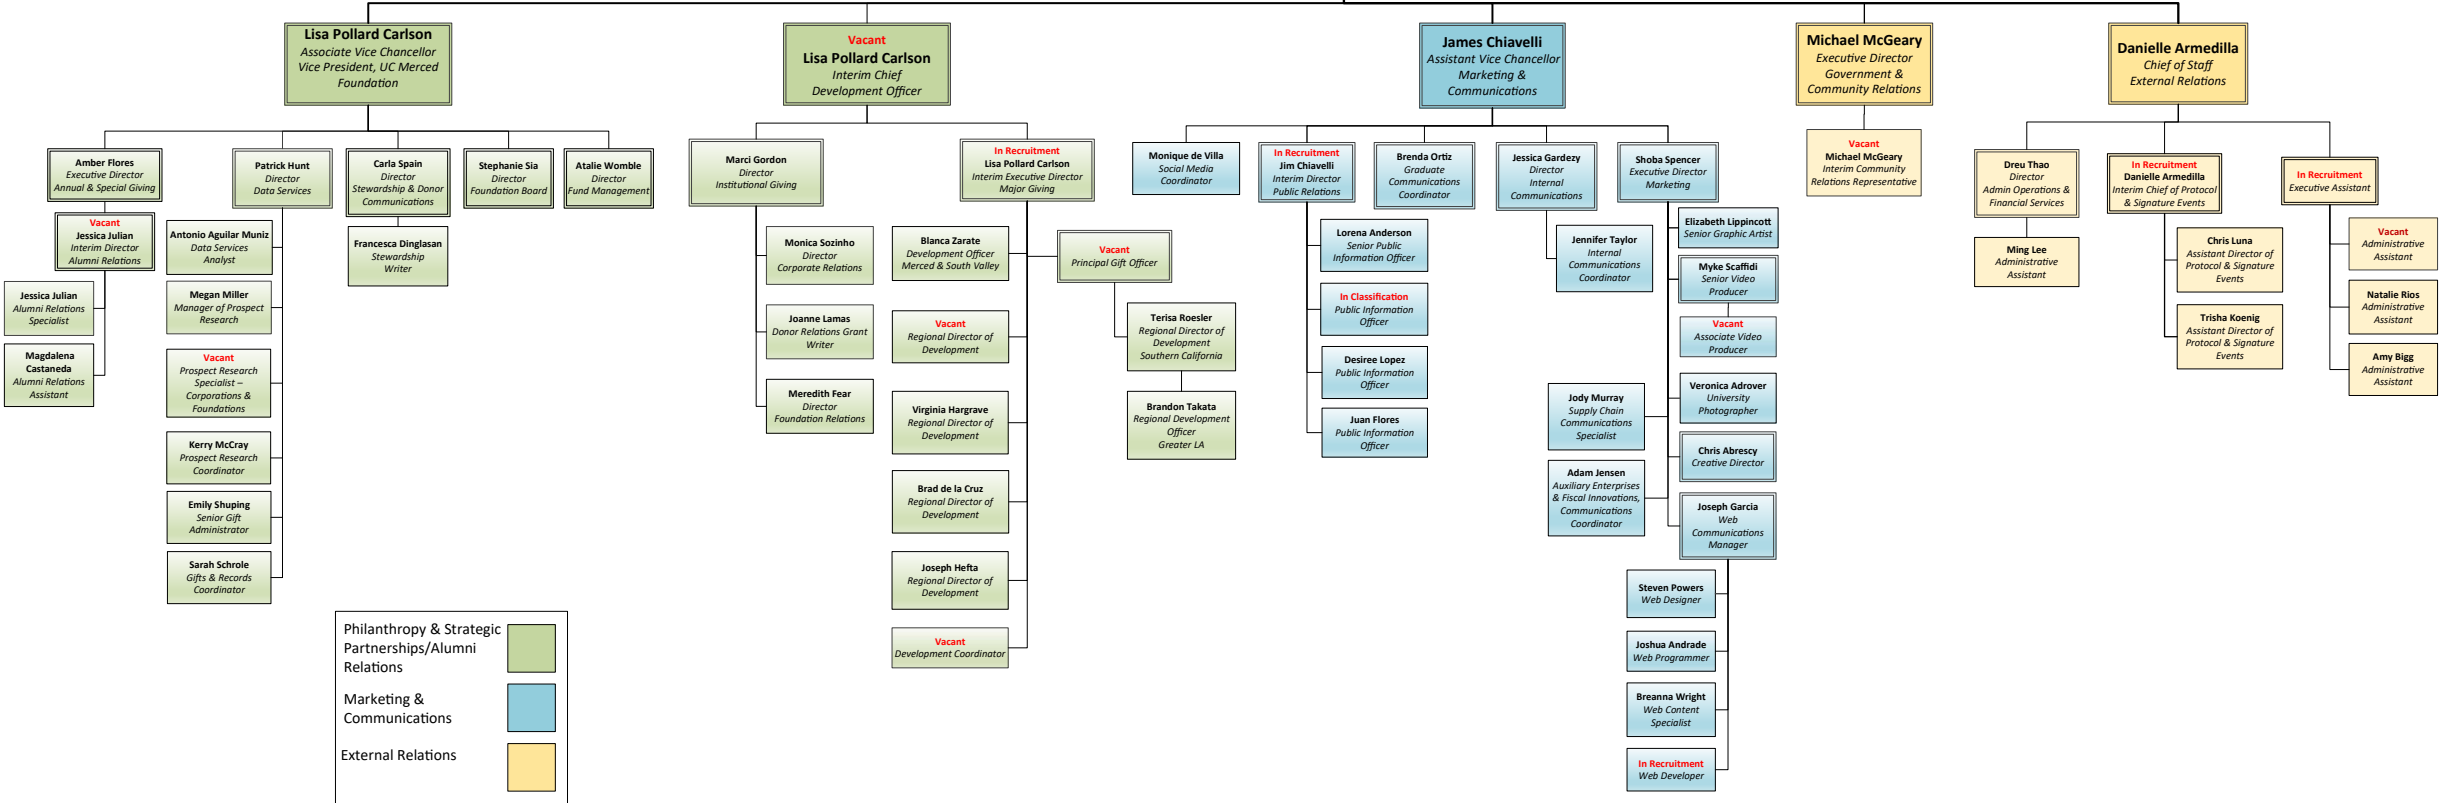 Lisa Pollard Carlson
Associate Vice Chancellor
Vice President, UC Merced
Foundation
Vacant
Lisa Pollard Carlson
Interim Chief
Development Officer
James Chiavelli
Assistant Vice Chancellor
Marketing &
Communications
Michael McGeary
Executive Director
Government &
Community Relations
Danielle Armedilla
Chief of Staff
External Relations
Amber Flores
Executive Director
Annual & Special Giving
Patrick Hunt
Director
Data Services
Carla Spain
Director
Stewardship & Donor
Communications
Stephanie Sia
Director
Foundation Board
Atalie Womble
Director
Fund Management
Vacant
Jessica Julian
Interim Director
Alumni Relations
Jessica Julian
Alumni Relations
Specialist
Magdalena
Castaneda
Alumni Relations
Assistant
Antonio Aguilar Muniz
Data Services
Analyst
Megan Miller
Manager of Prospect
Research
Vacant
Prospect Research
Specialist –
Corporations &
Foundations
Kerry McCray
Prospect Research
Coordinator
Emily Shuping
Senior Gift
Administrator
Sarah Schrole
Gifts & Records
Coordinator
Francesca Dinglasan
Stewardship
Writer
Marci Gordon
Director
Institutional Giving
In Recruitment
Lisa Pollard Carlson
Interim Executive Director
Major Giving
Monica Sozinho
Director
Corporate Relations
Joanne Lamas
Donor Relations Grant
Writer
Meredith Fear
Director
Foundation Relations
Blanca Zarate
Development Officer
Merced & South Valley
Vacant
Regional Director of
Development
Virginia Hargrave
Regional Director of
Development
Brad de la Cruz
Regional Director of
Development
Joseph Hefta
Regional Director of
Development
Vacant
Development Coordinator
Vacant
Principal Gift Officer
Terisa Roesler
Regional Director of
Development
Southern California
Brandon Takata
Regional Development
Officer
Greater LA
Monique de Villa
Social Media
Coordinator
In Recruitment
Jim Chiavelli
Interim Director
Public Relations
Brenda Ortiz
Graduate
Communications
Coordinator
Jessica Gardezy
Director
Internal
Communications
Shoba Spencer
Executive Director
Marketing
Lorena Anderson
Senior Public
Information Officer
In Classification
Public Information
Officer
Desiree Lopez
Public Information
Officer
Juan Flores
Public Information
Officer
Jennifer Taylor
Internal
Communications
Coordinator
Elizabeth Lippincott
Senior Graphic Artist
Myke Scaffidi
Senior Video
Producer
Vacant
Associate Video
Producer
Veronica Adrover
University
Photographer
Jody Murray
Supply Chain
Communications
Specialist
Chris Abrescy
Creative Director
Adam Jensen
Auxiliary Enterprises
& Fiscal Innovations,
Communications
Coordinator
Joseph Garcia
Web
Communications
Manager
Steven Powers
Web Designer
Joshua Andrade
Web Programmer
Breanna Wright
Web Content
Specialist
In Recruitment
Web Developer
Vacant
Michael McGeary
Interim Community
Relations Representative
Dreu Thao
Director
Admin Operations &
Financial Services
In Recruitment
Danielle Armedilla
Interim Chief of Protocol
& Signature Events
In Recruitment
Executive Assistant
Ming Lee
Administrative
Assistant
Chris Luna
Assistant Director of
Protocol & Signature
Events
Trisha Koenig
Assistant Director of
Protocol & Signature
Events
Vacant
Administrative
Assistant
Natalie Rios
Administrative
Assistant
Amy Bigg
Administrative
Assistant
Philanthropy & Strategic
Partnerships/Alumni
Relations
Marketing &
Communications
External Relations